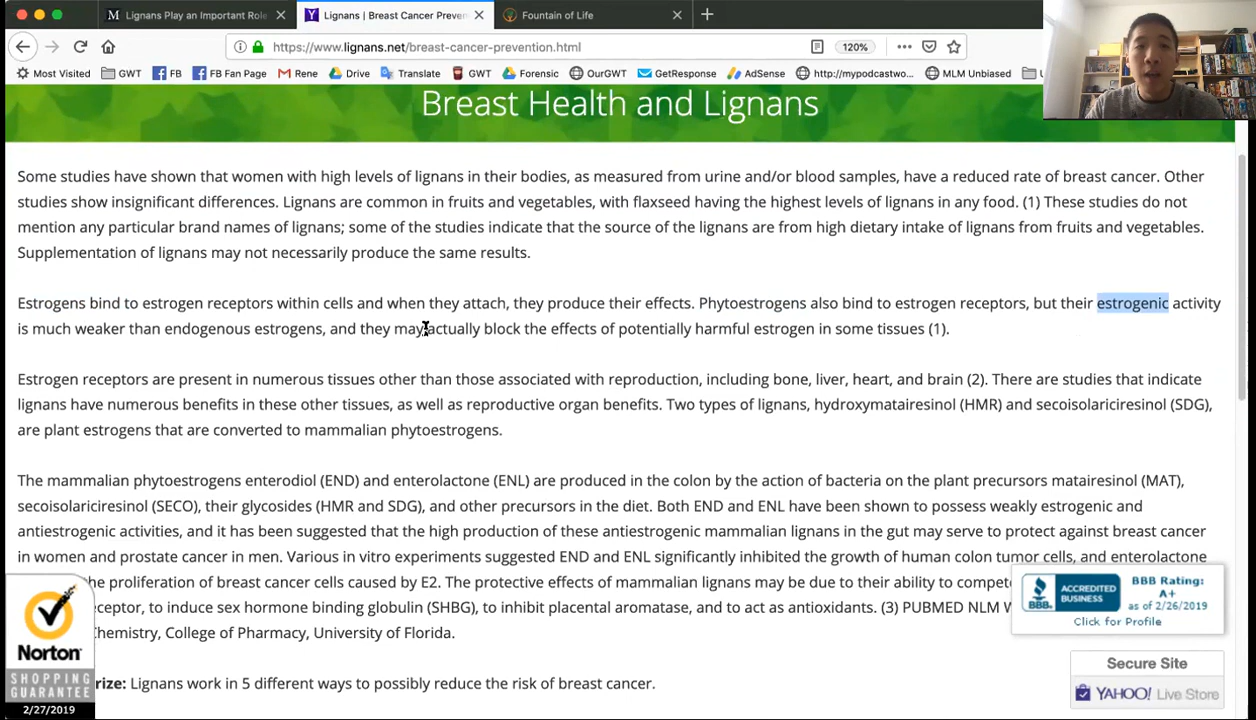 Lignans Play an Important Role
Lignans | Breast Cancer Preven
Fountain of Life
https://www.lignans.net/breast-cancer-prevention.html
120%
Most Visited GWT FB FB Fan Page Rene Drive Translate GWT Forensic OurGWT GetResponse AdSense http://mypodcastwo... MLM Unbiased
Breast Health and Lignans
Some studies have shown that women with high levels of lignans in their bodies, as measured from urine and/or blood samples, have a reduced rate of breast cancer. Other
studies show insignificant differences. Lignans are common in fruits and vegetables, with flaxseed having the highest levels of lignans in any food. (1) These studies do not
mention any particular brand names of lignans; some of the studies indicate that the source of the lignans are from high dietary intake of lignans from fruits and vegetables.
Supplementation of lignans may not necessarily produce the same results.
Estrogens bind to estrogen receptors within cells and when they attach, they produce their effects. Phytoestrogens also bind to estrogen receptors, but their estrogenic activity
is much weaker than endogenous estrogens, and they may actually block the effects of potentially harmful estrogen in some tissues (1).
Estrogen receptors are present in numerous tissues other than those associated with reproduction, including bone, liver, heart, and brain (2). There are studies that indicate
lignans have numerous benefits in these other tissues, as well as reproductive organ benefits. Two types of lignans, hydroxymatairesinol (HMR) and secoisolariciresinol (SDG),
are plant estrogens that are converted to mammalian phytoestrogens.
The mammalian phytoestrogens enterodiol (END) and enterolactone (ENL) are produced in the colon by the action of bacteria on the plant precursors matairesinol (MAT),
secoisolariciresinol (SECO), their glycosides (HMR and SDG), and other precursors in the diet. Both END and ENL have been shown to possess weakly estrogenic and
antiestrogenic activities, and it has been suggested that the high production of these antiestrogenic mammalian lignans in the gut may serve to protect against breast cancer
in women and prostate cancer in men. Various in vitro experiments suggested END and ENL significantly inhibited the growth of human colon tumor cells, and enterolactone
the proliferation of breast cancer cells caused by E2. The protective effects of mammalian lignans may be due to their ability to compete
eceptor, to induce sex hormone binding globulin (SHBG), to inhibit placental aromatase, and to act as antioxidants. (3) PUBMED NLM
Chemistry, College of Pharmacy, University of Florida.
rize: Lignans work in 5 different ways to possibly reduce the risk of breast cancer.
Norton
SHOPPING
GUARANTEE
2/27/2019
BBB
ACCREDITED
BUSINESS
BBB Rating:
A+
as of 2/26/2019
Click for Profile
Secure Site
YAHOO! Live Store